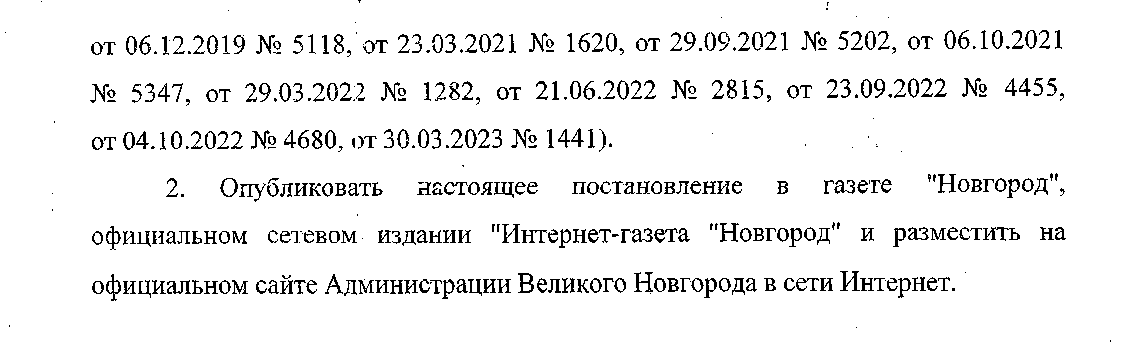 от 06.12.2019 № 5118, от 23.03.2021 № 1620, от 29.09.2021 № 5202, от 06.10.2021
№ 5347, от 29.03.2022 № 1282, от 21.06.2022 № 2815, от 23.09.2022 № 4455,
от 04.10.2022 № 4680, от 30.03.2023 № 1441).
2. Опубликовать настоящее постановление в газете "Новгород",
официальном сетевом издании "Интернет-газета "Новгород" и разместить на
официальном сайте Администрации Великого Новгорода в сети Интернет.